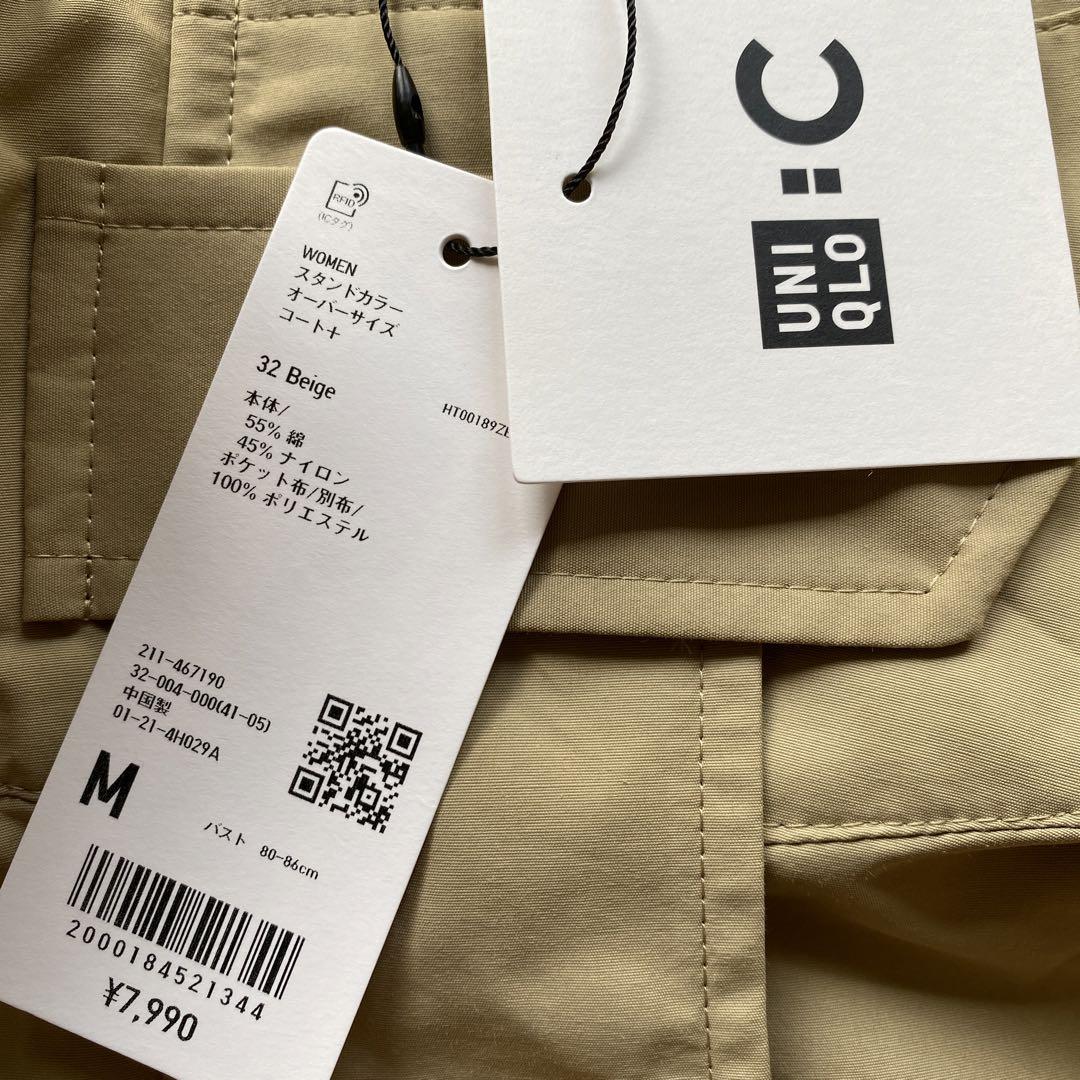 RFID
(ICタグ)
WOMEN
スタンドカラー
オーバーサイズ
コート+
32 Beige
HT00189ZE
本体/
55% 綿
45% ナイロン
ポケット布/別布/
100% ポリエステル
211-467190
32-004-000(41-05)
中国製
01-21-4H029A
M
バスト 80-86cm
2000184521344
¥7,990
UNI
QLO
: C